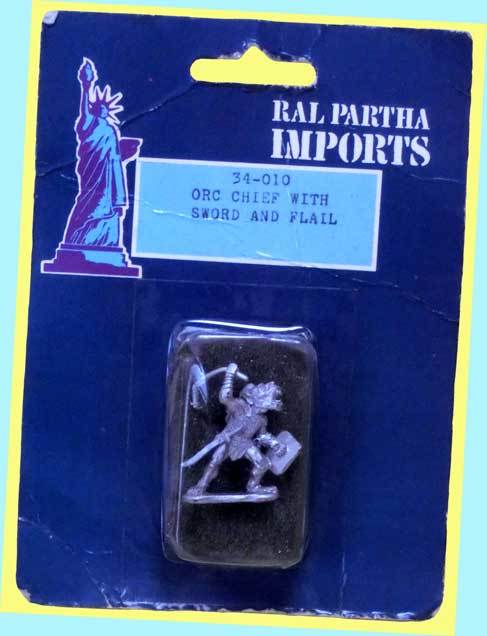 RAL PARTHA
IMPORTS
34-010
ORC CHIEF WITH
SWORD AND FLAIL